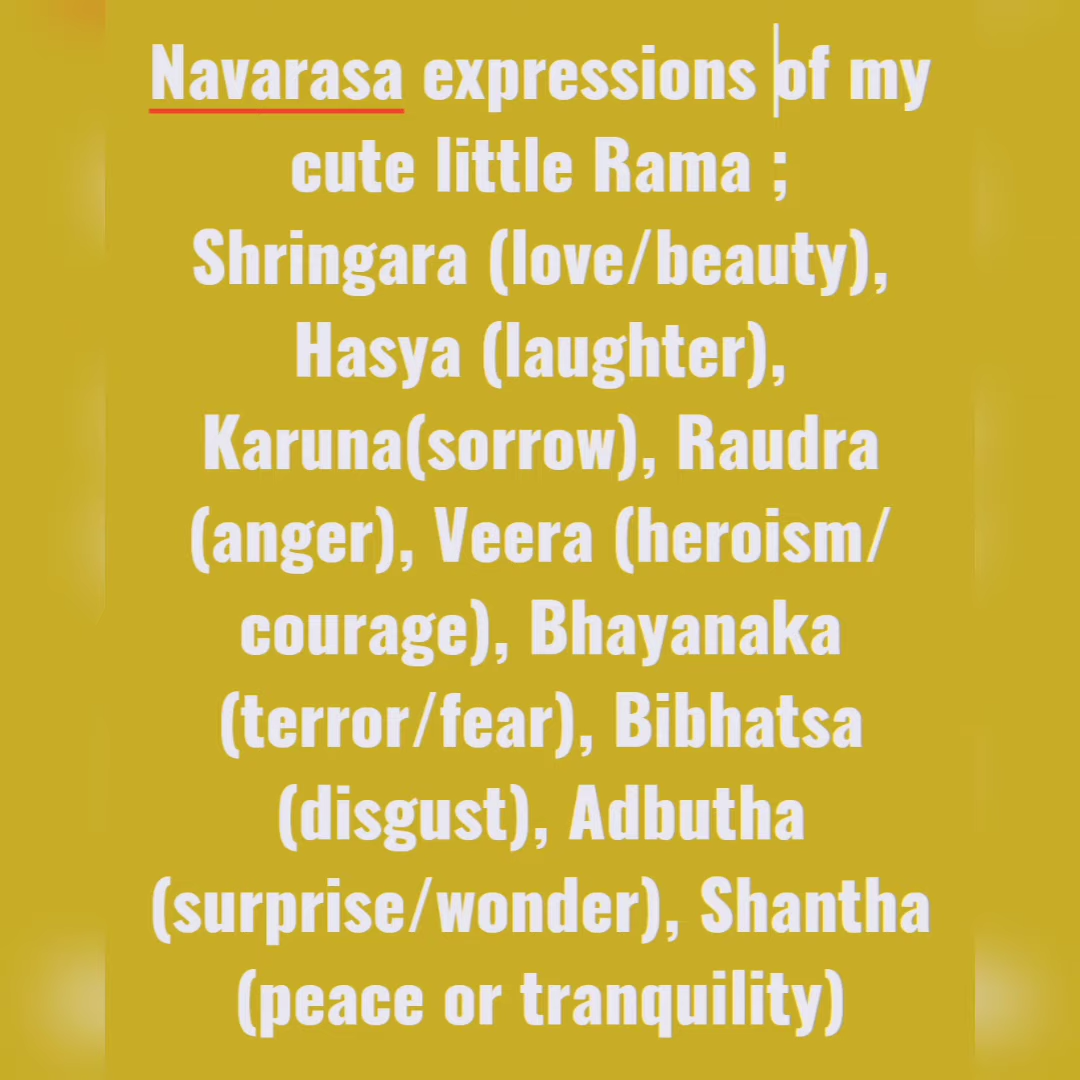 Navarasa expressions of my
cute little Rama ;
Shringara (love/beauty),
Hasya (laughter),
Karuna(sorrow), Raudra
(anger), Veera (heroism/
courage), Bhayanaka
(terror/fear), Bibhatsa
(disgust), Adbutha
(surprise/wonder), Shantha
(peace or tranquility)